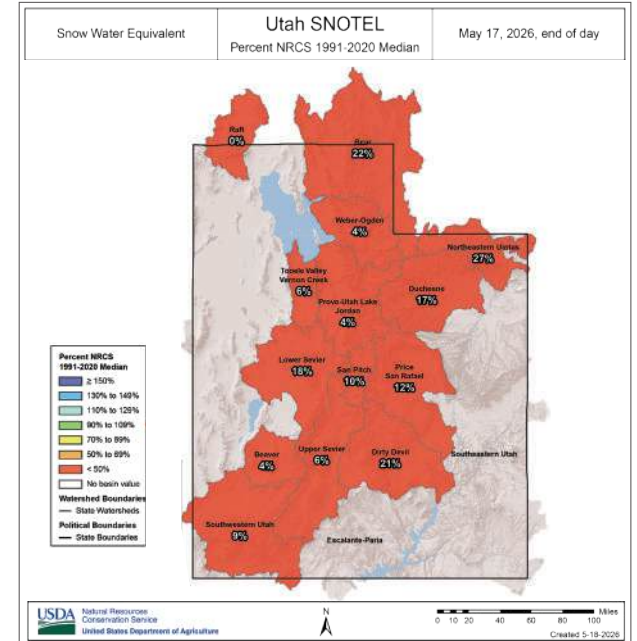 Snow Water Equivalent
Utah SNOTEL
Percent NRCS 1991-2020 Median
May 17, 2026, end of day
Raft
0%
Bear
22%
Weber-Ogden
4%
Northeastern Uintas
27%
Tooele Valley
Vernon Creek
6%
Duchesne
17%
Provo-Utah Lake
Jordan
4%
Lower Sevier
18%
San Pitch
10%
Price
San Rafael
12%
Beaver
4%
Upper Sevier
6%
Dirty Devil
21%
Southeastern Utah
Southwestern Utah
9%
Escalante-Paria
Percent NRCS
1991-2020 Median
≥ 150%
130% to 149%
110% to 129%
90% to 109%
70% to 89%
50% to 69%
< 50%
No basin value
Watershed Boundaries
State Watersheds
Political Boundaries
State Boundaries
USDA
Natural Resources
Conservation Service
United States Department of Agriculture
N
Miles
0 10 20 40 60 80 100
Created 5-18-2026